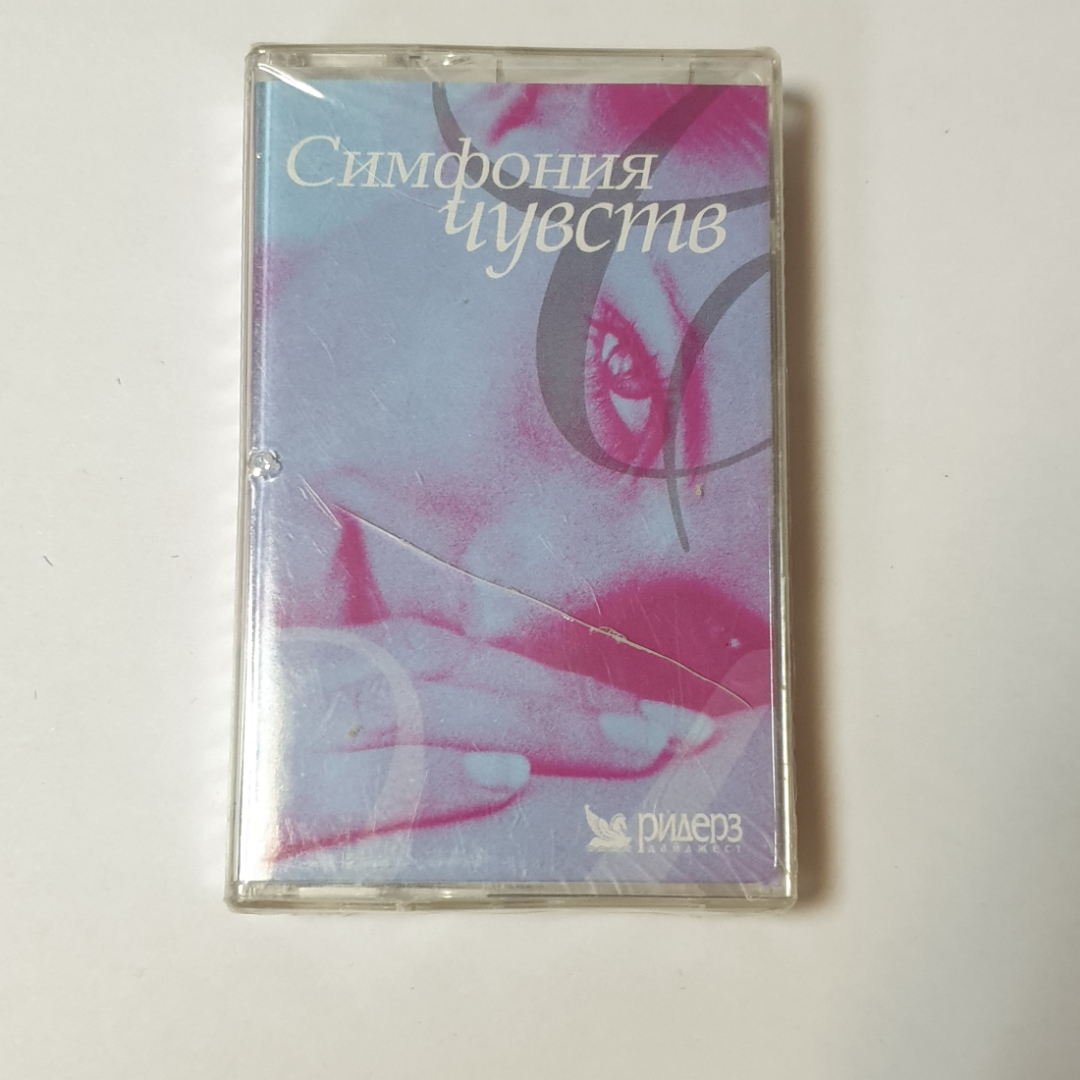 Симфония
чувств
ридерз
дайджест